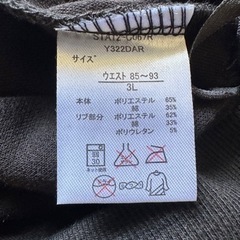 Y322DAR
サイズ
ウエスト 85～93
3L
本体 ポリエステル 65%
綿 35%
リブ部分 ポリエステル 62%
綿 33%
ポリウレタン 5%
30